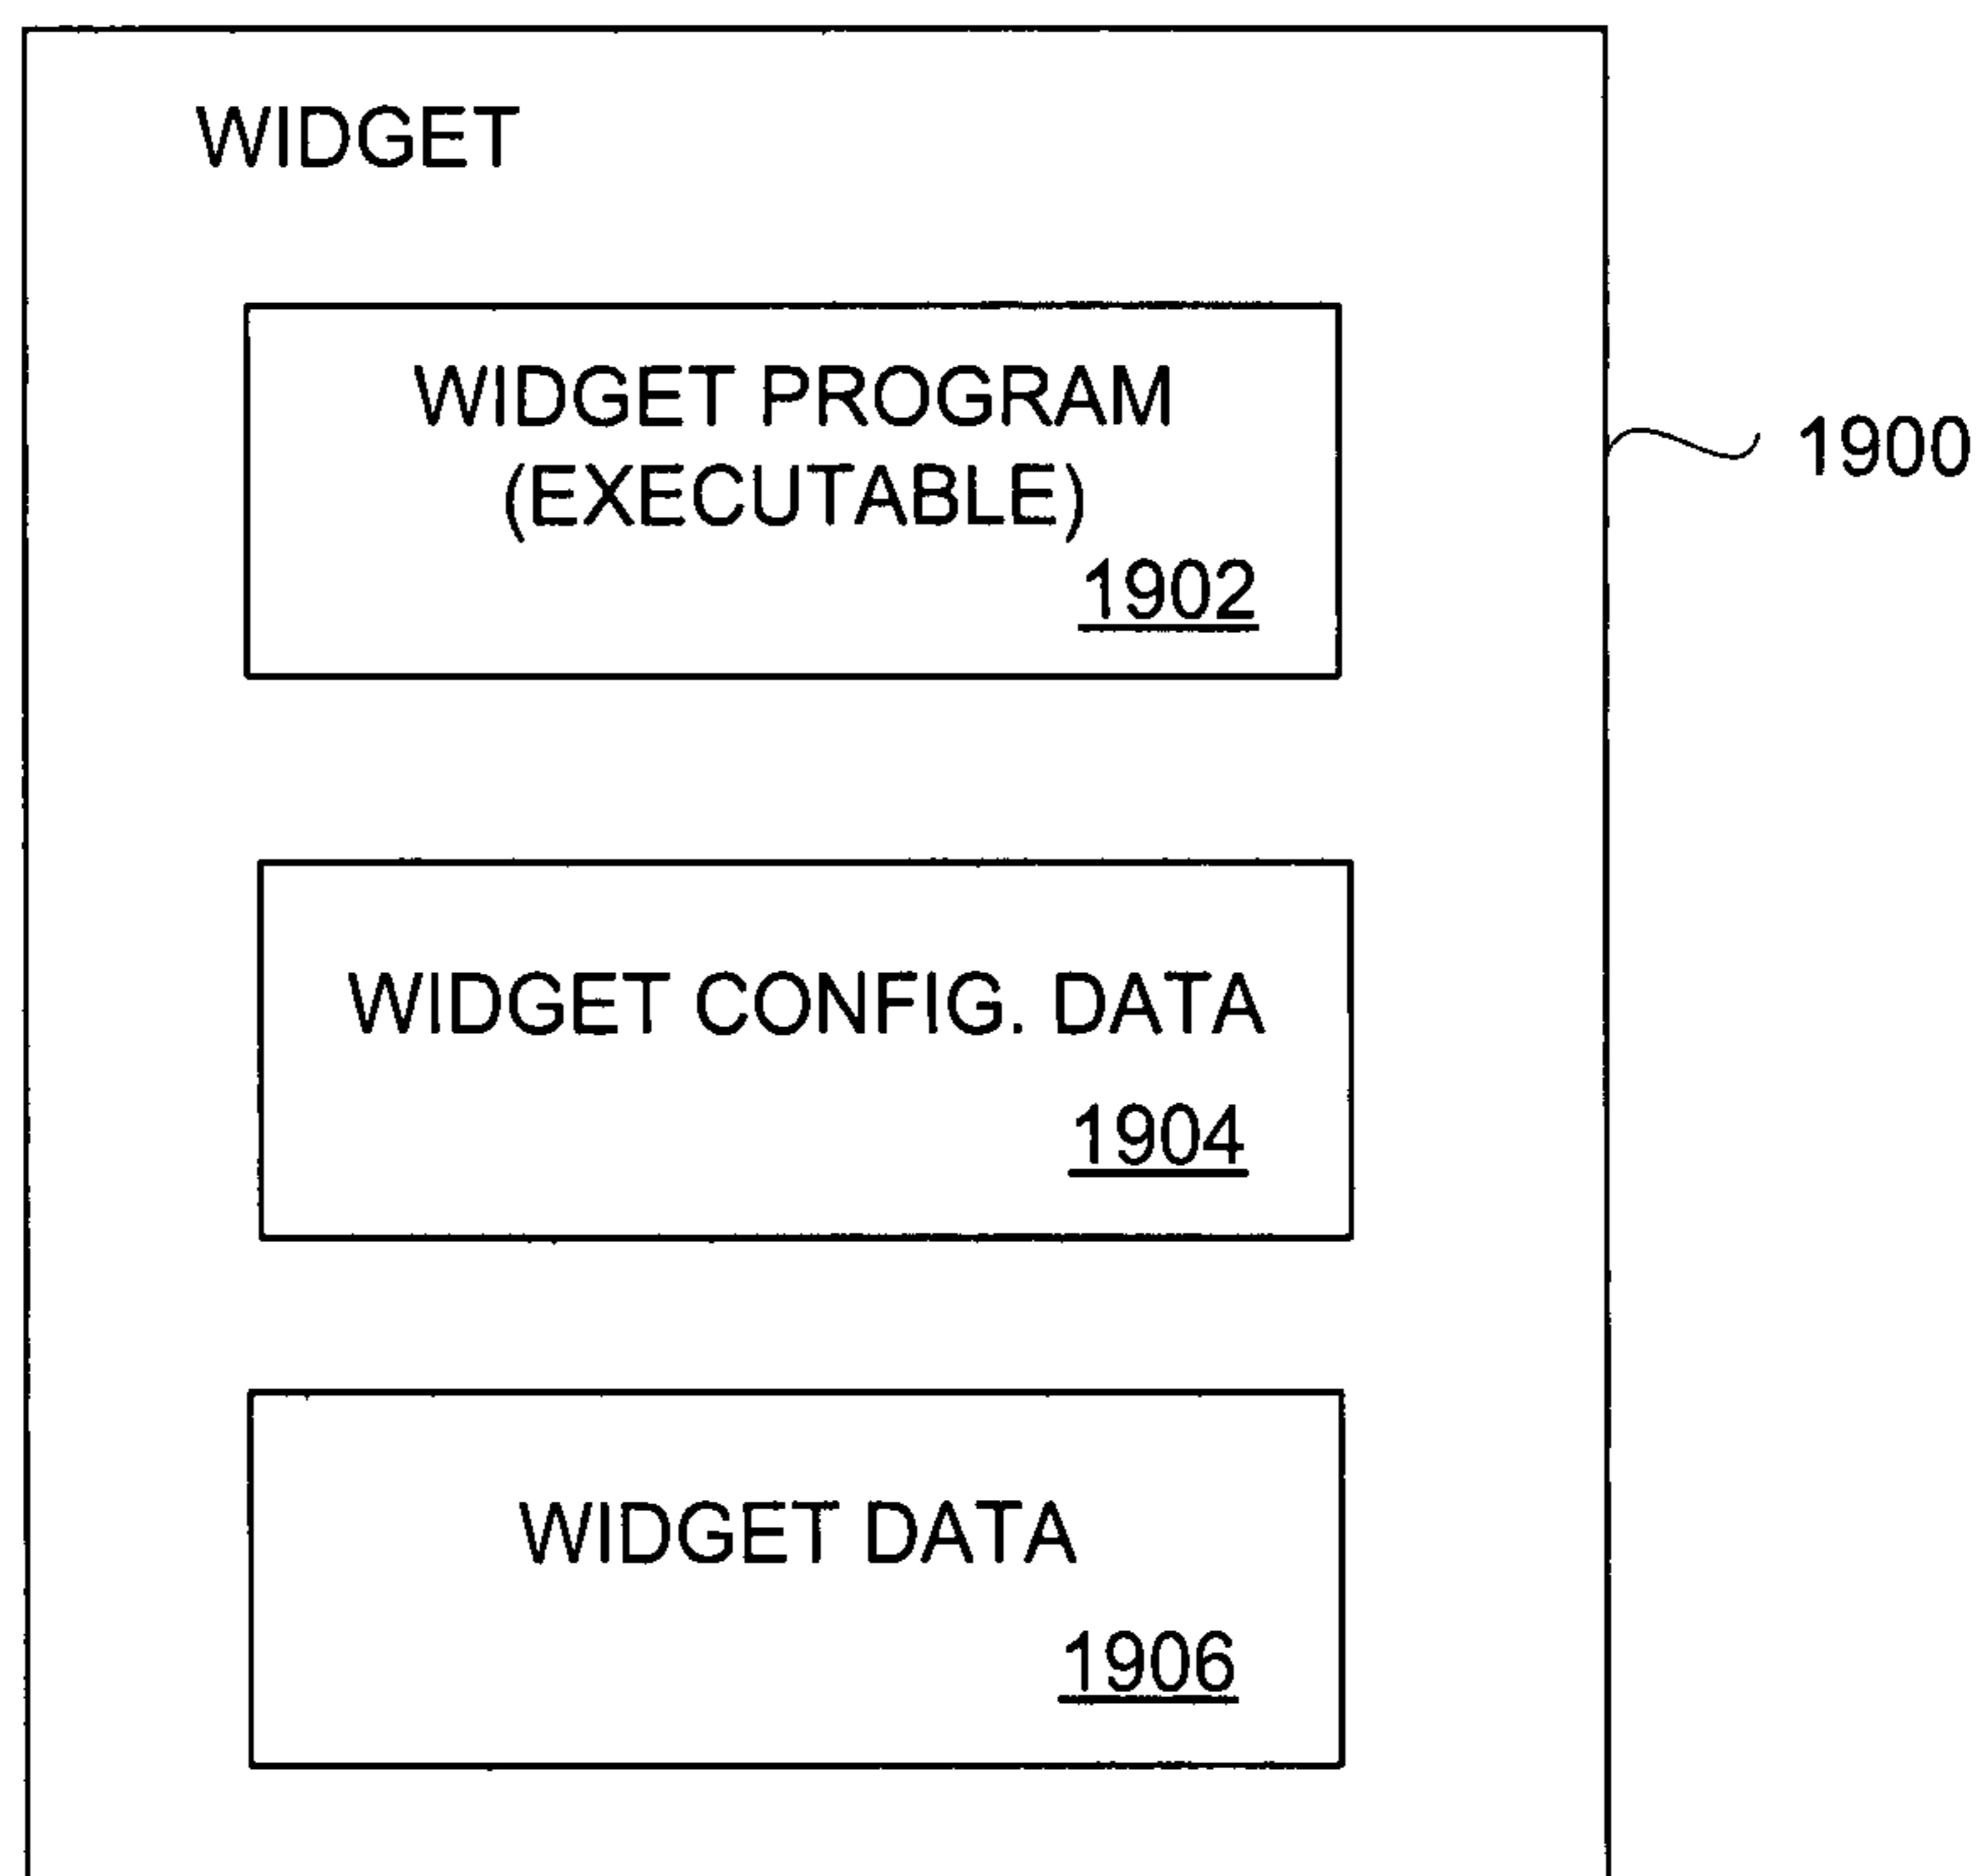 WIDGET
WIDGET PROGRAM
(EXECUTABLE)
1902
1900
WIDGET CONFIG. DATA
1904
WIDGET DATA
1906